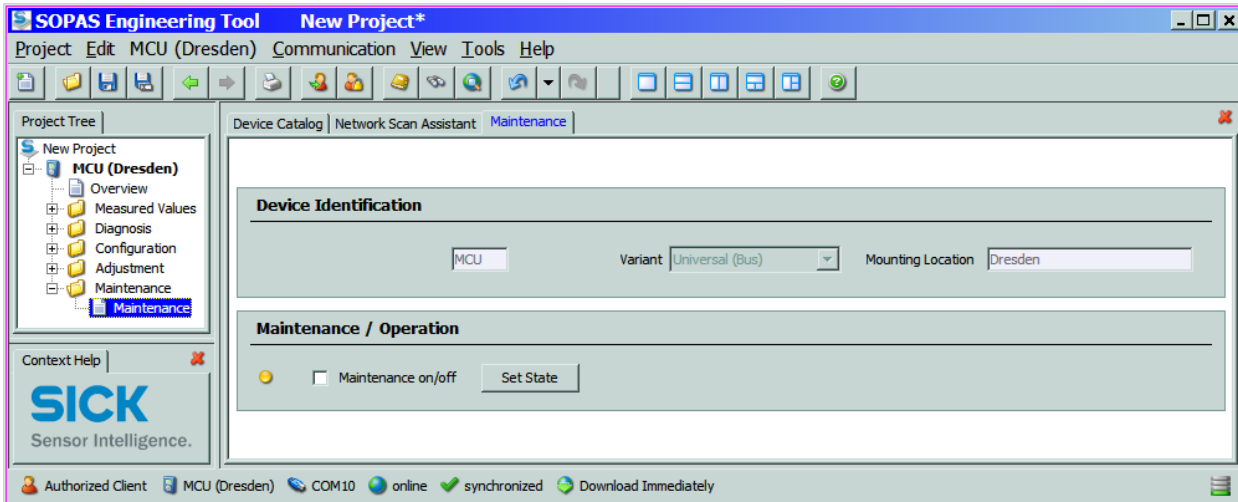 SOPAS Engineering Tool New Project*
Project Edit MCU (Dresden) Communication View Tools Help
Project Tree
New Project
MCU (Dresden)
Overview
Measured Values
Diagnosis
Configuration
Adjustment
Maintenance
Maintenance
Context Help
SICK
Sensor Intelligence.
Device Catalog Network Scan Assistant Maintenance
Device Identification
MCU Variant Universal (Bus) Mounting Location Dresden
Maintenance / Operation
Maintenance on/off Set State
Authorized Client MCU (Dresden) COM10 online synchronized Download Immediately